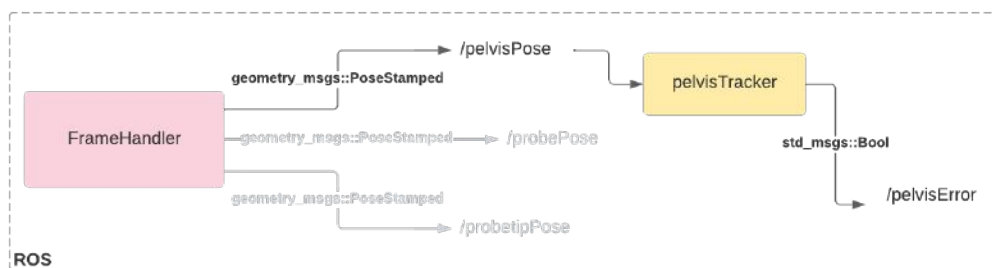 /pelvisPose
geometry_msgs::PoseStamped
pelvisTracker
FrameHandler
geometry_msgs::PoseStamped
/probePose
std_msgs::Bool
geometry_msgs::PoseStamped
/pelvisError
/probetipPose
ROS